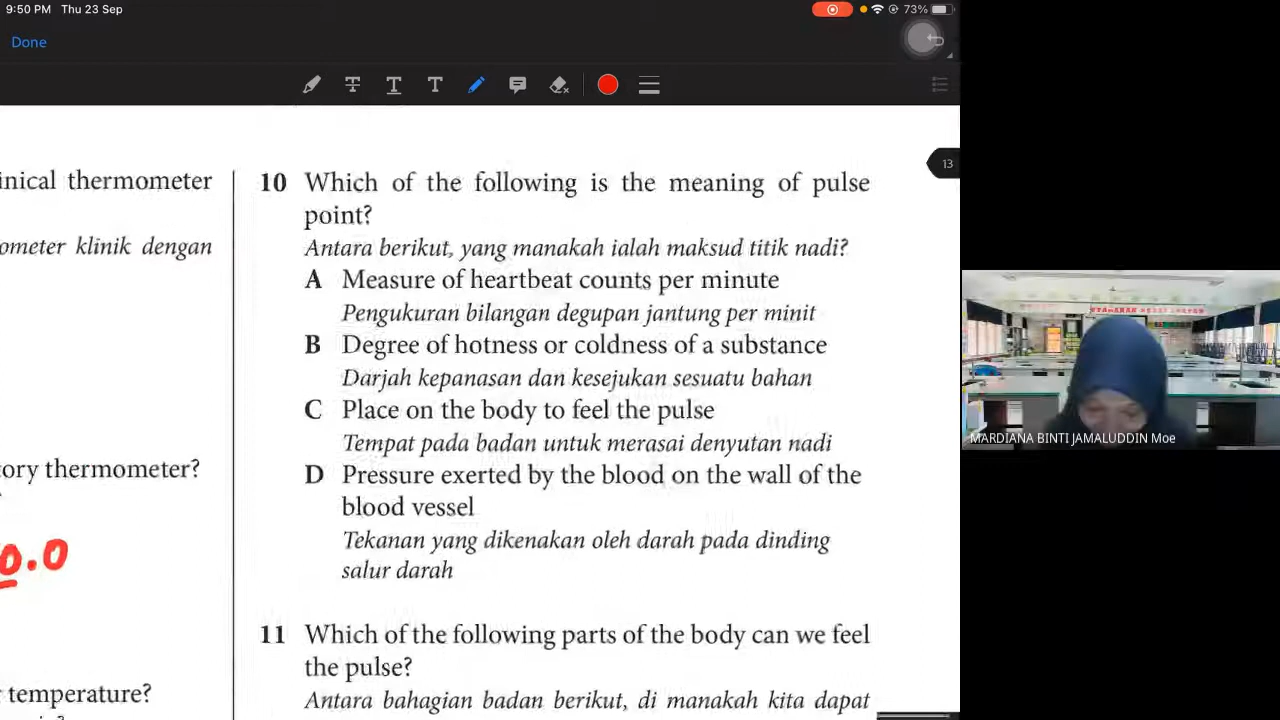 9:50 PM Thu 23 Sep
73%
Done
13
inical thermometer
ometer klinik dengan
ory thermometer?
0.0
temperature?
10 Which of the following is the meaning of pulse
point?
Antara berikut, yang manakah ialah maksud titik nadi?
A Measure of heartbeat counts per minute
Pengukuran bilangan degupan jantung per minit
B Degree of hotness or coldness of a substance
Darjah kepanasan dan kesejukan sesuatu bahan
C Place on the body to feel the pulse
Tempat pada badan untuk merasai denyutan nadi
D Pressure exerted by the blood on the wall of the
blood vessel
Tekanan yang dikenakan oleh darah pada dinding
salur darah
11 Which of the following parts of the body can we feel
the pulse?
Antara bahagian badan berikut, di manakah kita dapat
MARDIANA BINTI JAMALUDDIN Moe